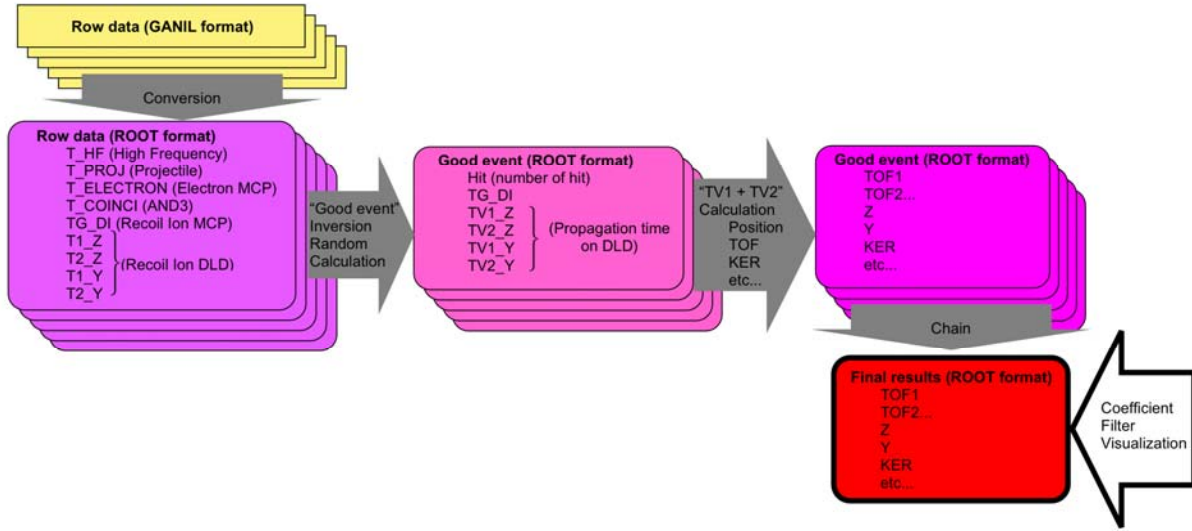 Row data (GANIL format)
Conversion
Row data (ROOT format)
T_HF (High Frequency)
T_PROJ (Projectile)
T_ELECTRON (Electron MCP)
T_COINCI (AND3)
TG_DI (Recoil Ion MCP)
T1_Z
T2_Z
T1_Y
T2_Y
(Recoil Ion DLD)
“Good event”
Inversion
Random
Calculation
Good event (ROOT format)
Hit (number of hit)
TG_DI
TV1_Z
TV2_Z
TV1_Y
TV2_Y
(Propagation time
on DLD)
“TV1 + TV2”
Calculation
Position
TOF
KER
etc...
Good event (ROOT format)
TOF1
TOF2...
Z
Y
KER
etc...
Chain
Final results (ROOT format)
TOF1
TOF2...
Z
Y
KER
etc...
Coefficient
Filter
Visualization